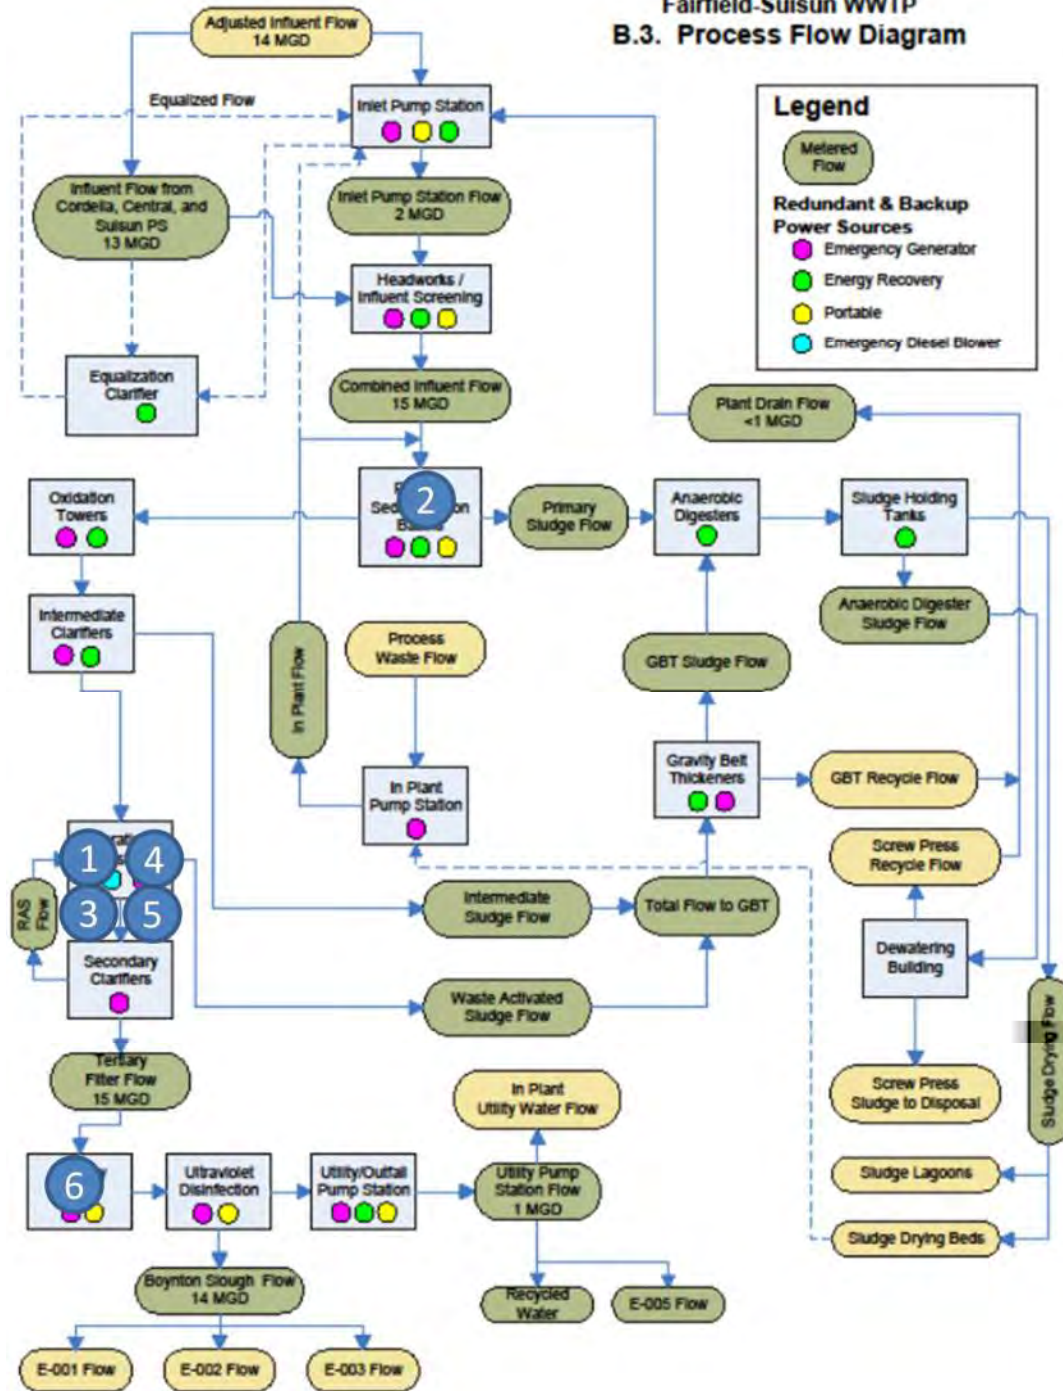 Fairfield-Suisun WWTP
B.3. Process Flow Diagram
Adjusted Influent Flow
14 MGD
Equalized Flow
Inlet Pump Station
Legend
Metered
Flow
Redundant & Backup
Power Sources
Emergency Generator
Energy Recovery
Portable
Emergency Diesel Blower
Influent Flow from
Cordelia, Central, and
Suisun PS
13 MGD
Inlet Pump Station Flow
2 MGD
Headworks /
Influent Screening
Equalization
Clarifier
Combined Influent Flow
15 MGD
Plant Drain Flow
<1 MGD
Oxidation
Towers
2
Primary
Sludge Flow
Anaerobic
Digesters
Sludge Holding
Tanks
Intermediate
Clarifiers
Anaerobic Digester
Sludge Flow
In Plant Flow
Process
Waste Flow
GBT Sludge Flow
In Plant
Pump Station
Gravity Belt
Thickeners
GBT Recycle Flow
Screw Press
Recycle Flow
1
4
3
5
RAS
Flow
Intermediate
Sludge Flow
Total Flow to GBT
Dewatering
Building
Secondary
Clarifiers
Waste Activated
Sludge Flow
Sludge Drying Flow
Tertiary
Filter Flow
15 MGD
In Plant
Utility Water Flow
Screw Press
Sludge to Disposal
6
Ultraviolet
Disinfection
Utility/Outfall
Pump Station
Utility Pump
Station Flow
1 MGD
Sludge Lagoons
Sludge Drying Beds
Boynton Slough Flow
14 MGD
Recycled
Water
E-005 Flow
E-001 Flow
E-002 Flow
E-003 Flow